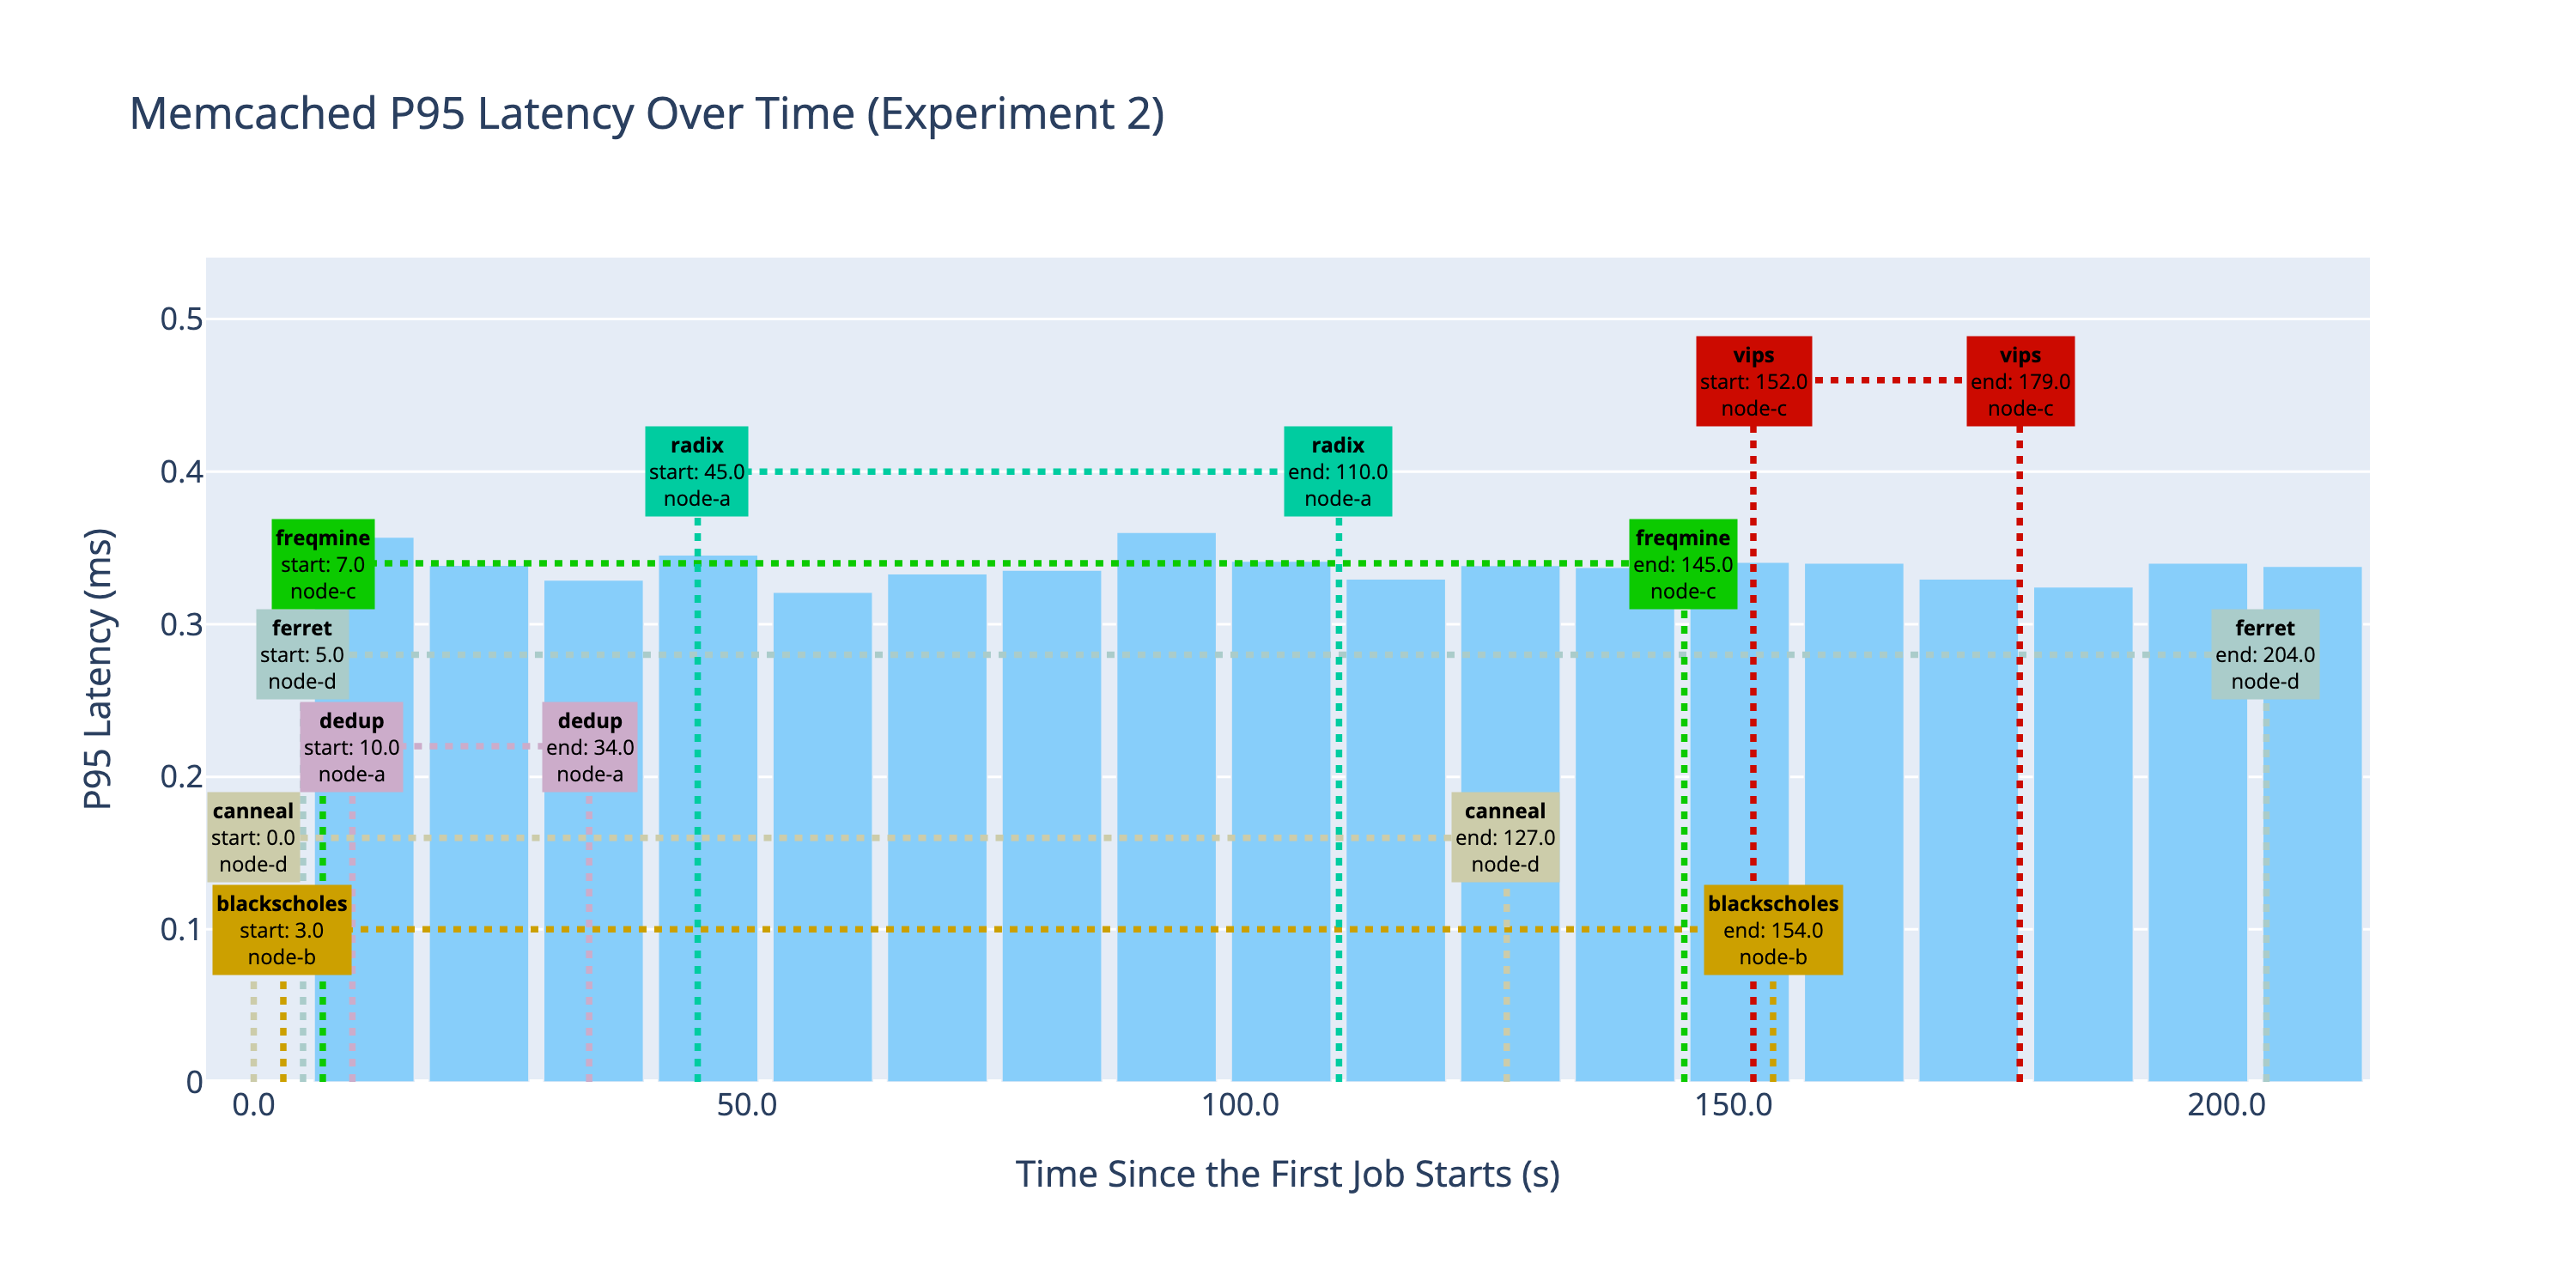 Memcached P95 Latency Over Time (Experiment 2)
P95 Latency (ms)
0.5
0.4
0.3
0.2
0.1
0
vips
start: 152.0
node-c
vips
end: 179.0
node-c
radix
start: 45.0
node-a
radix
end: 110.0
node-a
freqmine
start: 7.0
node-c
freqmine
end: 145.0
node-c
ferret
start: 5.0
node-d
ferret
end: 204.0
node-d
dedup
start: 10.0
node-a
dedup
end: 34.0
node-a
canneal
start: 0.0
node-d
canneal
end: 127.0
node-d
blackscholes
start: 3.0
node-b
blackscholes
end: 154.0
node-b
0.0
50.0
100.0
150.0
200.0
Time Since the First Job Starts (s)